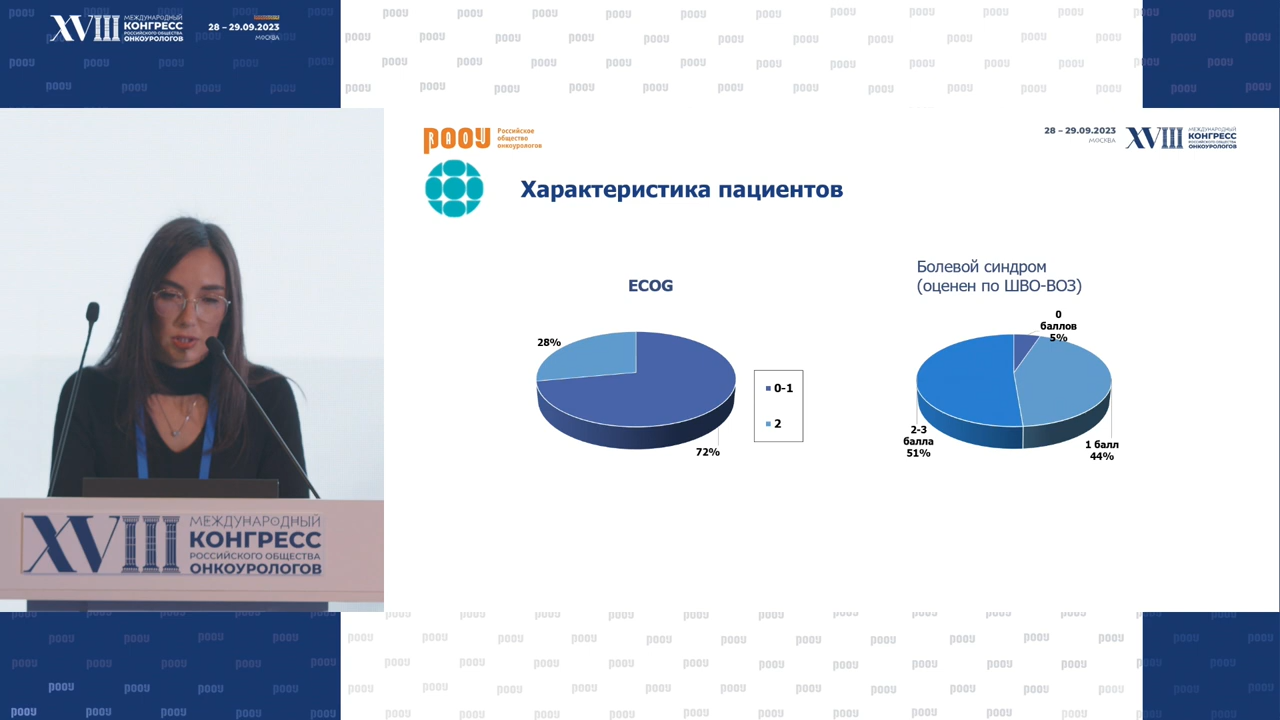 XVIII МЕЖДУНАРОДНЫЙ
КОНГРЕСС
РОССИЙСКОГО ОБЩЕСТВА
ОНКОУРОЛОГОВ
28 – 29.09.2023
МОСКВА
РООУ
Российское
общество
онкоурологов
28 – 29.09.2023
МОСКВА
XVIII МЕЖДУНАРОДНЫЙ
КОНГРЕСС
РОССИЙСКОГО ОБЩЕСТВА
ОНКОУРОЛОГОВ
Характеристика пациентов
ECOG
28%
72%
0-1
2
Болевой синдром
(оценен по ШВО-ВОЗ)
0
баллов
5%
2-3
балла
51%
1 балл
44%
XVIII МЕЖДУНАРОДНЫЙ
КОНГРЕСС
РОССИЙСКОГО ОБЩЕСТВА
ОНКОУРОЛОГОВ